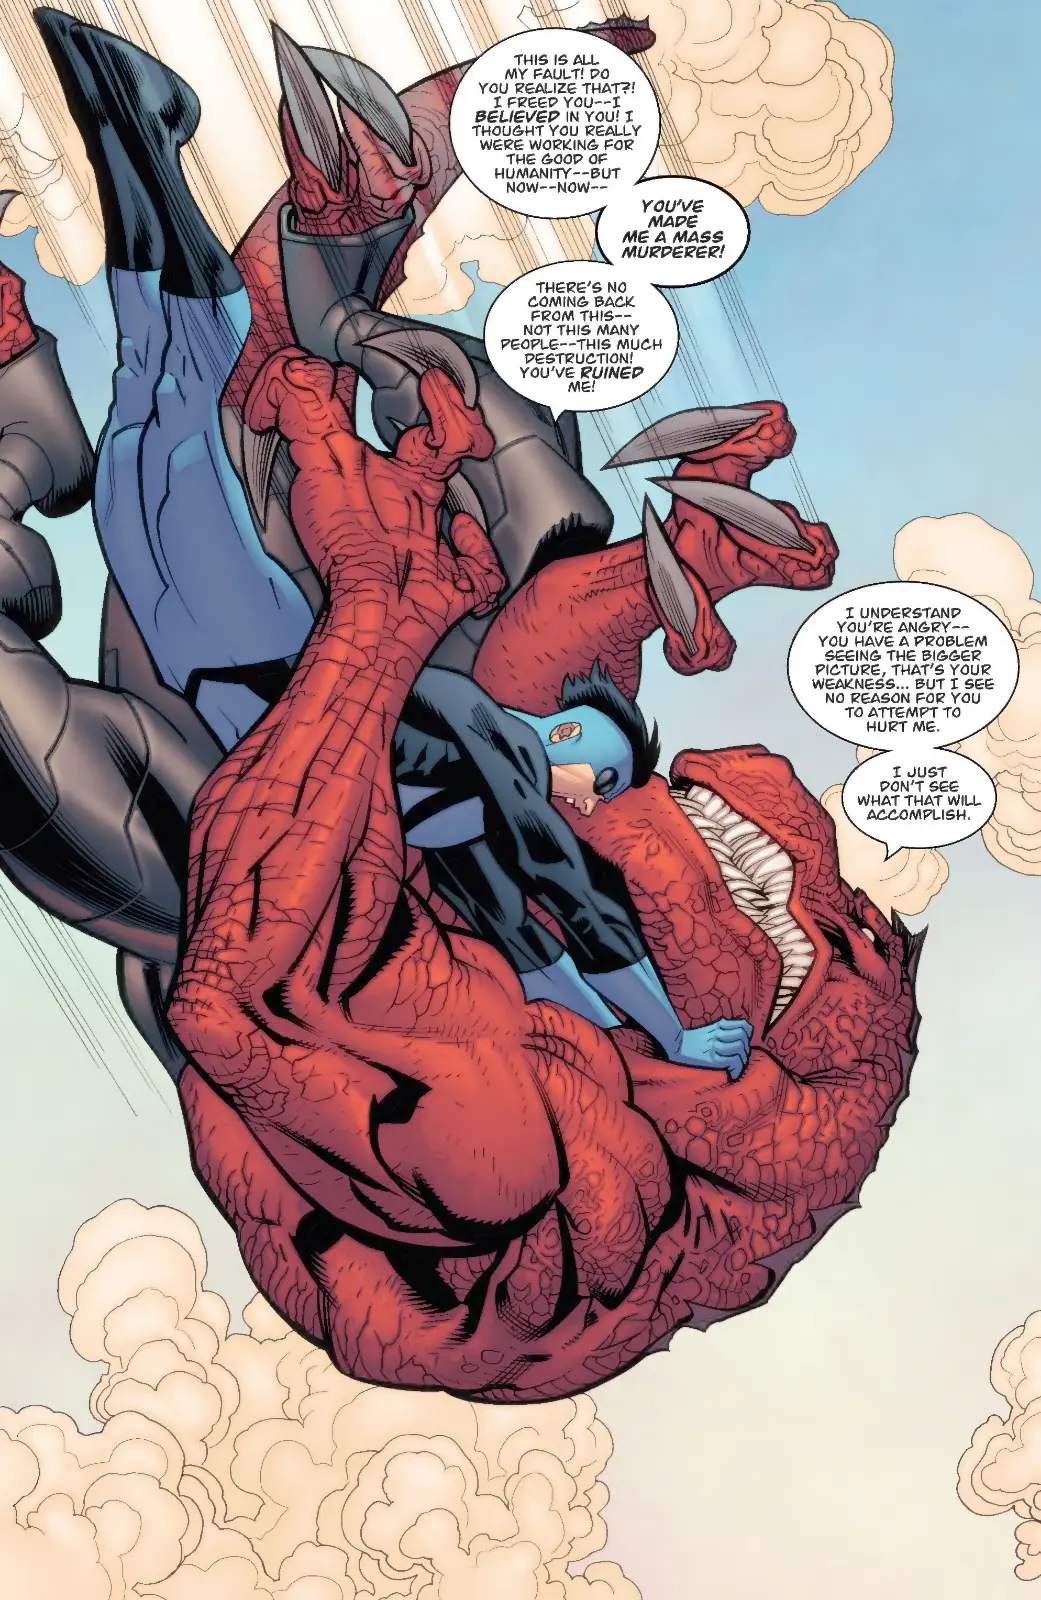 THIS IS ALL
MY FAULT! DO
YOU REALIZE THAT?!
I FREED YOU--I
BELIEVED IN YOU! I
THOUGHT YOU REALLY
WERE WORKING FOR
THE GOOD OF
HUMANITY--BUT
NOW--NOW--
YOU'VE
MADE
ME A MASS
MURDERER!
THERE'S NO
COMING BACK
FROM THIS--
NOT THIS MANY
PEOPLE--THIS MUCH
DESTRUCTION!
YOU'VE RUINED
ME!
I UNDERSTAND
YOU'RE ANGRY--
YOU HAVE A PROBLEM
SEEING THE BIGGER
PICTURE, THAT'S YOUR
WEAKNESS... BUT I SEE
NO REASON FOR YOU
TO ATTEMPT TO
HURT ME.
I JUST
DON'T SEE
WHAT THAT WILL
ACCOMPLISH.